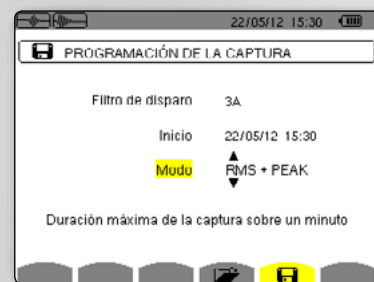 22/05/12 15:30
PROGRAMACIÓN DE LA CAPTURA
Filtro de disparo 3A
Inicio 22/05/12 15:30
Modo RMS + PEAK
Duración máxima de la captura sobre un minuto